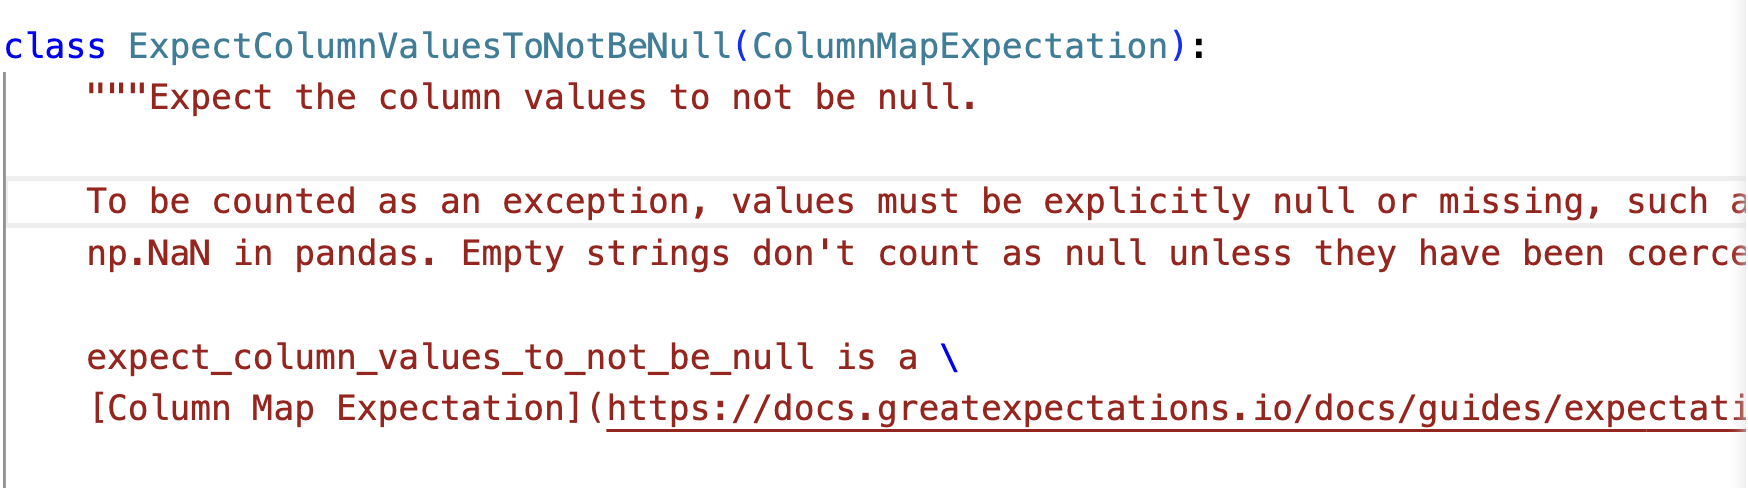 class ExpectColumnValuesToNotBeNull(ColumnMapExpectation):
"""Expect the column values to not be null.
To be counted as an exception, values must be explicitly null or missing, such a
np.NaN in pandas. Empty strings don't count as null unless they have been coerce
expect_column_values_to_not_be_null is a \
[Column Map Expectation](https://docs.greatexpectations.io/docs/guides/expectati